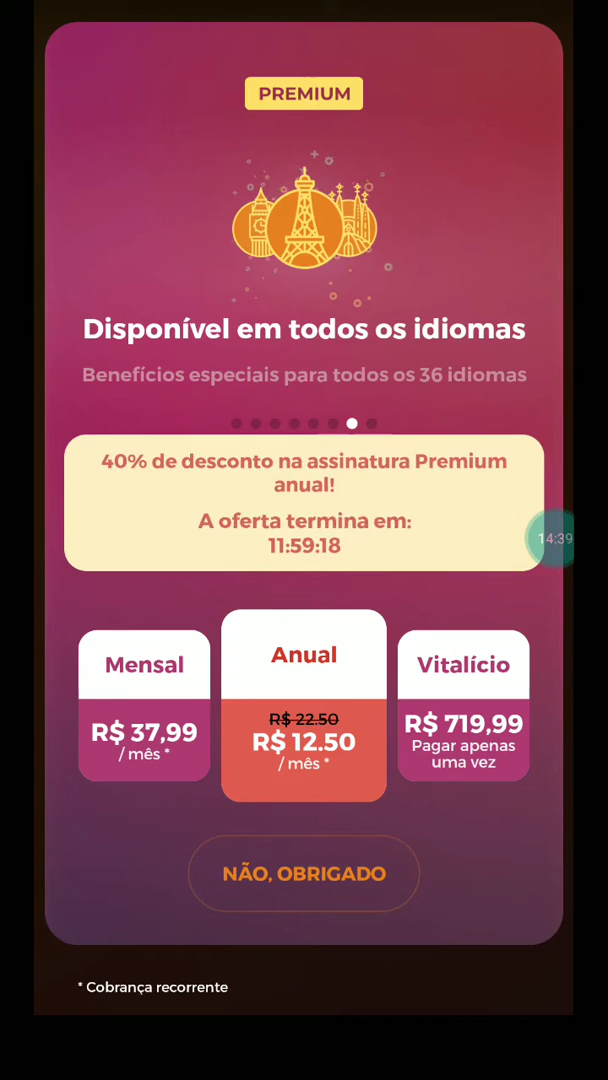 PREMIUM
Disponível em todos os idiomas
Benefícios especiais para todos os 36 idiomas
40% de desconto na assinatura Premium
anual!
A oferta termina em:
11:59:18
14:39
Mensal
R$ 37,99
/ mês *
Anual
R$ 22.50
R$ 12.50
/ mês *
Vitalício
R$ 719,99
Pagar apenas
uma vez
NÃO, OBRIGADO
* Cobrança recorrente